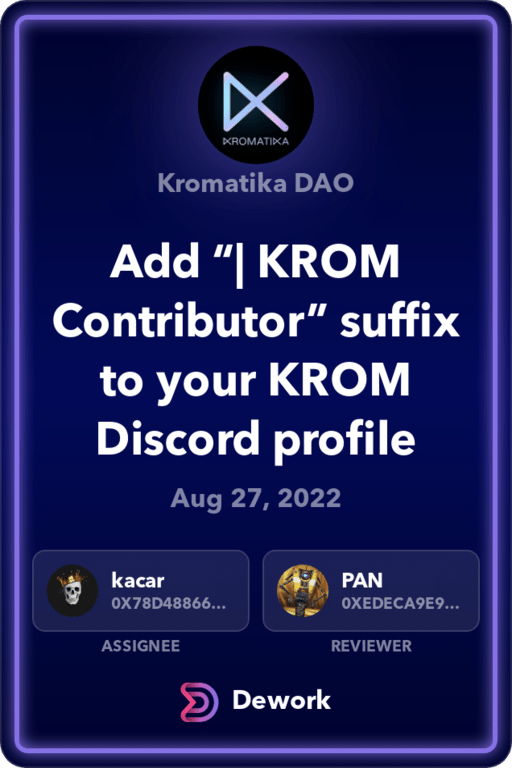 KROMATIKA
Kromatika DAO
Add “| KROM
Contributor” suffix
to your KROM
Discord profile
Aug 27, 2022
kacar
0X78D48866...
PAN
0XEDECA9E9...
ASSIGNEE
REVIEWER
Dework